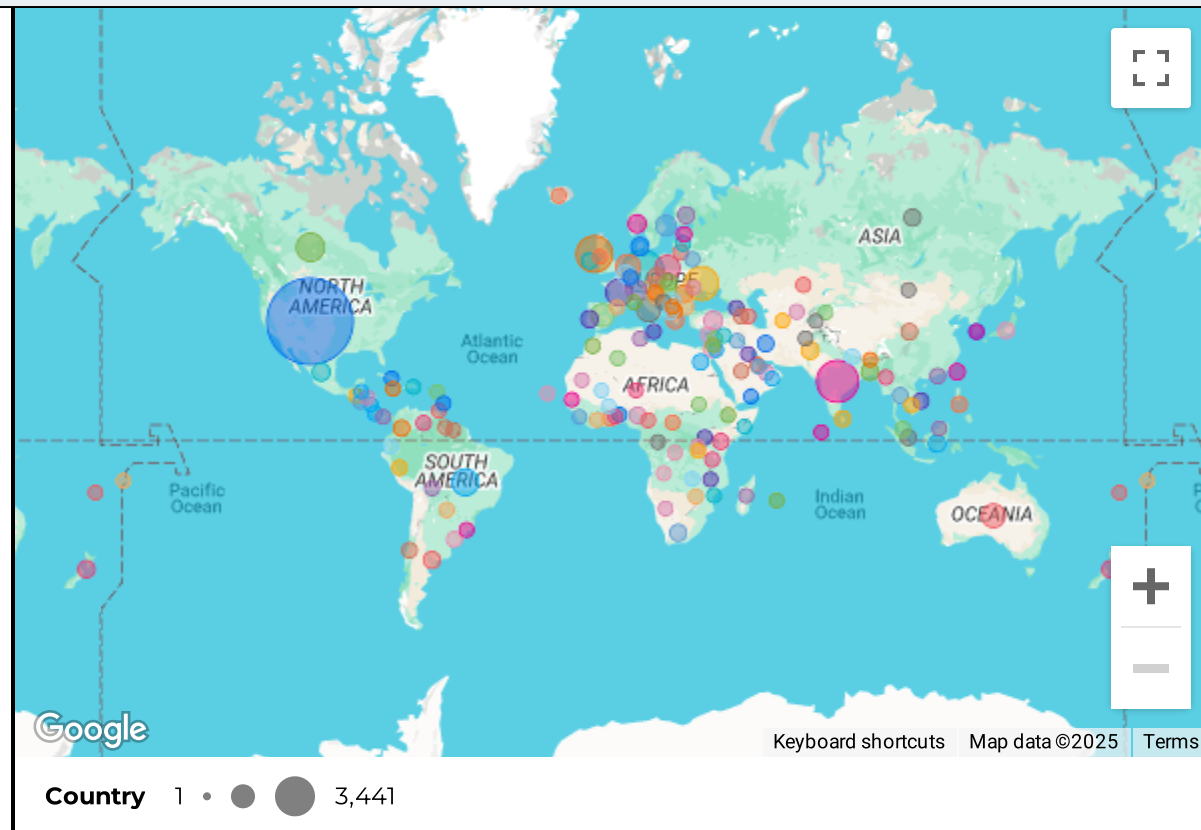 ASIA
NORTH
AMERICA
Atlantic
Ocean
AFRICA
SOUTH
AMERICA
Pacific
Ocean
Indian
Ocean
OCEANIA
Google
Keyboard shortcuts
Map data ©2025
Terms
Country 1 3,441